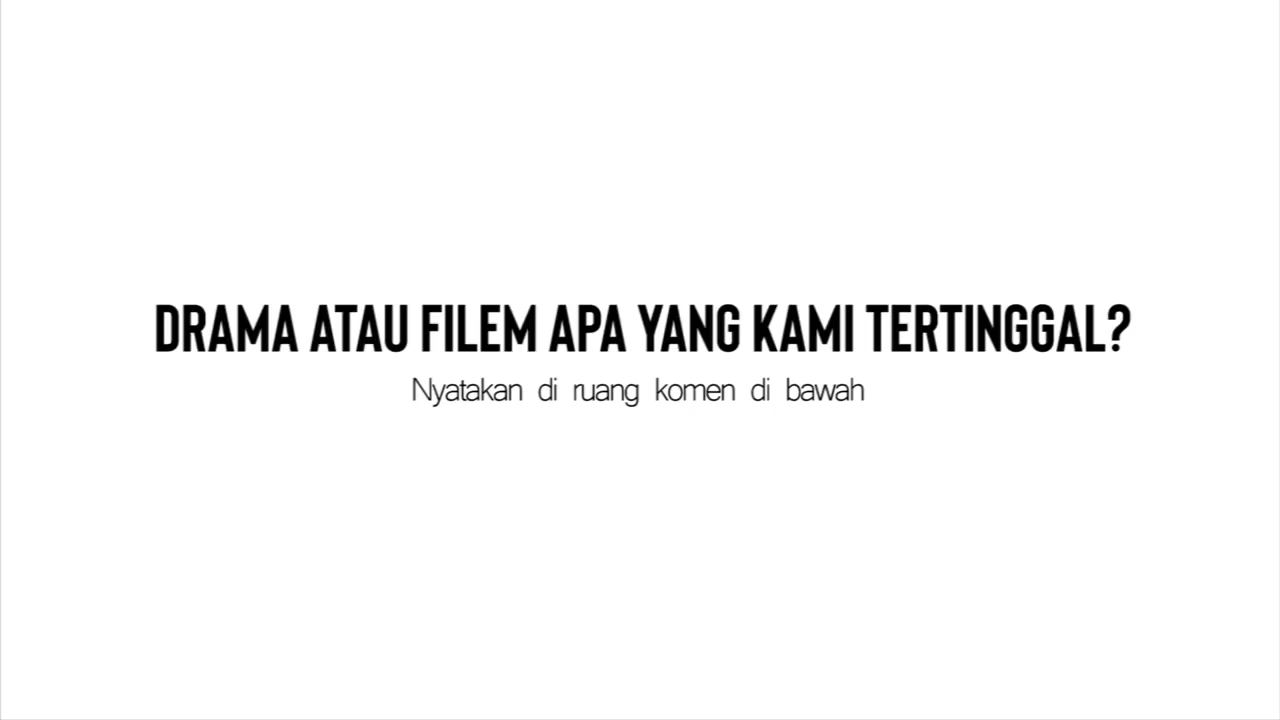 DRAMA ATAU FILEM APA YANG KAMI TERTINGGAL?
Nyatakan di ruang komen di bawah